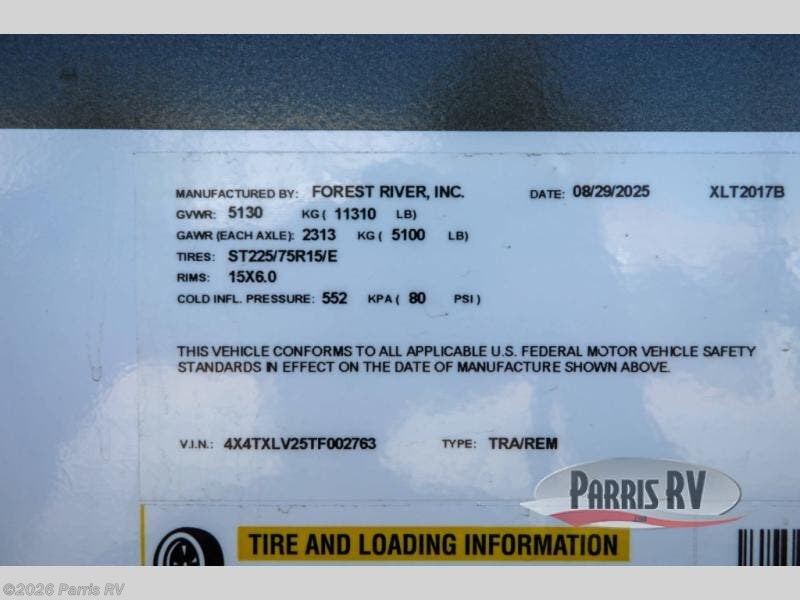 MANUFACTURED BY: FOREST RIVER, INC. DATE: 08/29/2025 XLT2017B
GVWR: 5130 KG ( 11310 LB)
GAWR (EACH AXLE): 2313 KG ( 5100 LB)
TIRES: ST225/75R15/E
RIMS: 15X6.0
COLD INFL. PRESSURE: 552 KPA ( 80 PSI )
THIS VEHICLE CONFORMS TO ALL APPLICABLE U.S. FEDERAL MOTOR VEHICLE SAFETY
STANDARDS IN EFFECT ON THE DATE OF MANUFACTURE SHOWN ABOVE.
V.I.N.: 4X4TXLV25TF002763 TYPE: TRA/REM
PARRIS RV
TIRE AND LOADING INFORMATION
©2026 Parris RV